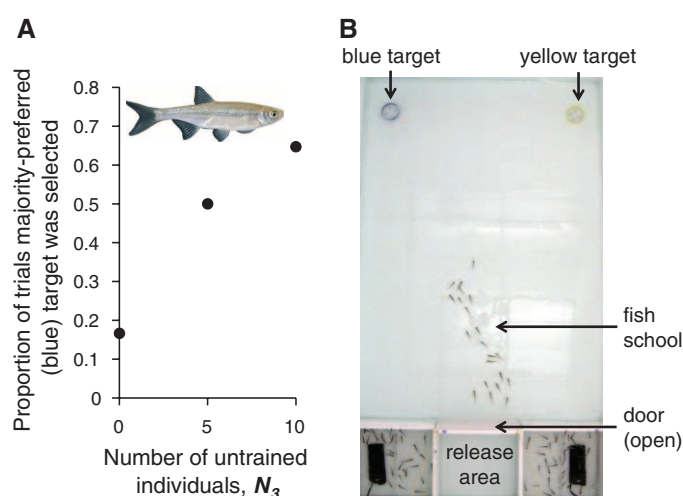 A
Proportion of trials majority-preferred
(blue) target was selected
0.8
0.7
0.6
0.5
0.4
0.3
0.2
0.1
0
0
5
10
Number of untrained
individuals, N3
B
blue target
yellow target
fish
school
door
(open)
release
area